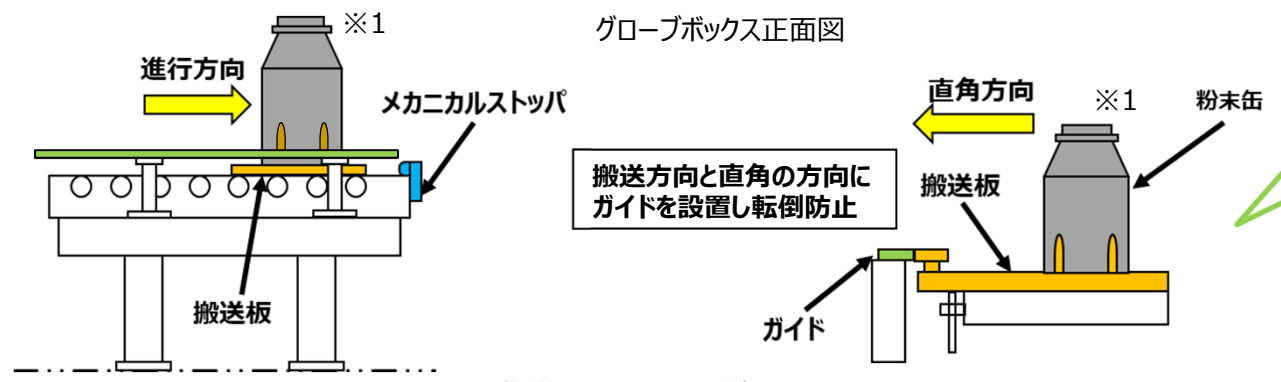 グローブボックス正面図
※1
進行方向
メカニカルストッパ
搬送板
直角方向
※1
粉末缶
搬送方向と直角の方向に
ガイドを設置し転倒防止
搬送板
ガイド